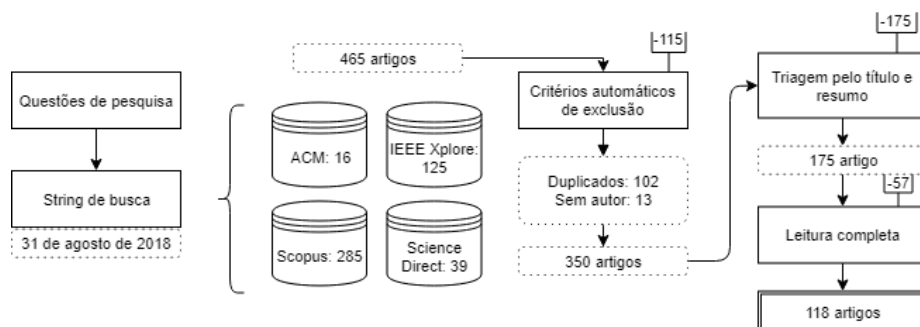 Questões de pesquisa
String de busca
31 de agosto de 2018
465 artigos
ACM: 16
IEEE Xplore:
125
Scopus: 285
Science
Direct: 39
-115
Critérios automáticos
de exclusão
Duplicados: 102
Sem autor: 13
350 artigos
-175
Triagem pelo título e
resumo
175 artigo
-57
Leitura completa
118 artigos